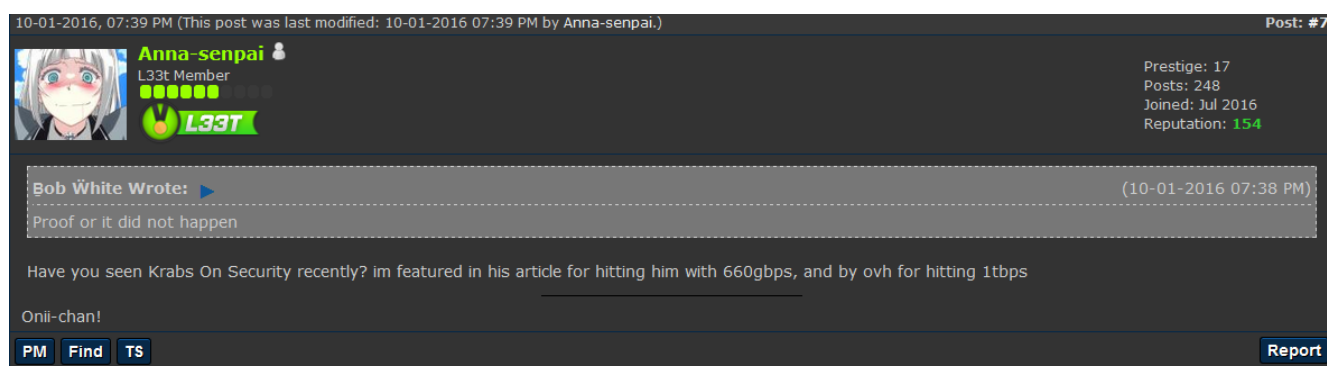 10-01-2016, 07:39 PM (This post was last modified: 10-01-2016 07:39 PM by Anna-senpai.) Post: #7
Anna-senpai
L33t Member
L33T
Prestige: 17
Posts: 248
Joined: Jul 2016
Reputation: 154
Ḇob Ẅhite Wrote: (10-01-2016 07:38 PM)
Proof or it did not happen
Have you seen Krabs On Security recently? im featured in his article for hitting him with 660gbps, and by ovh for hitting 1tbps
Onii-chan!
PM Find TS Report